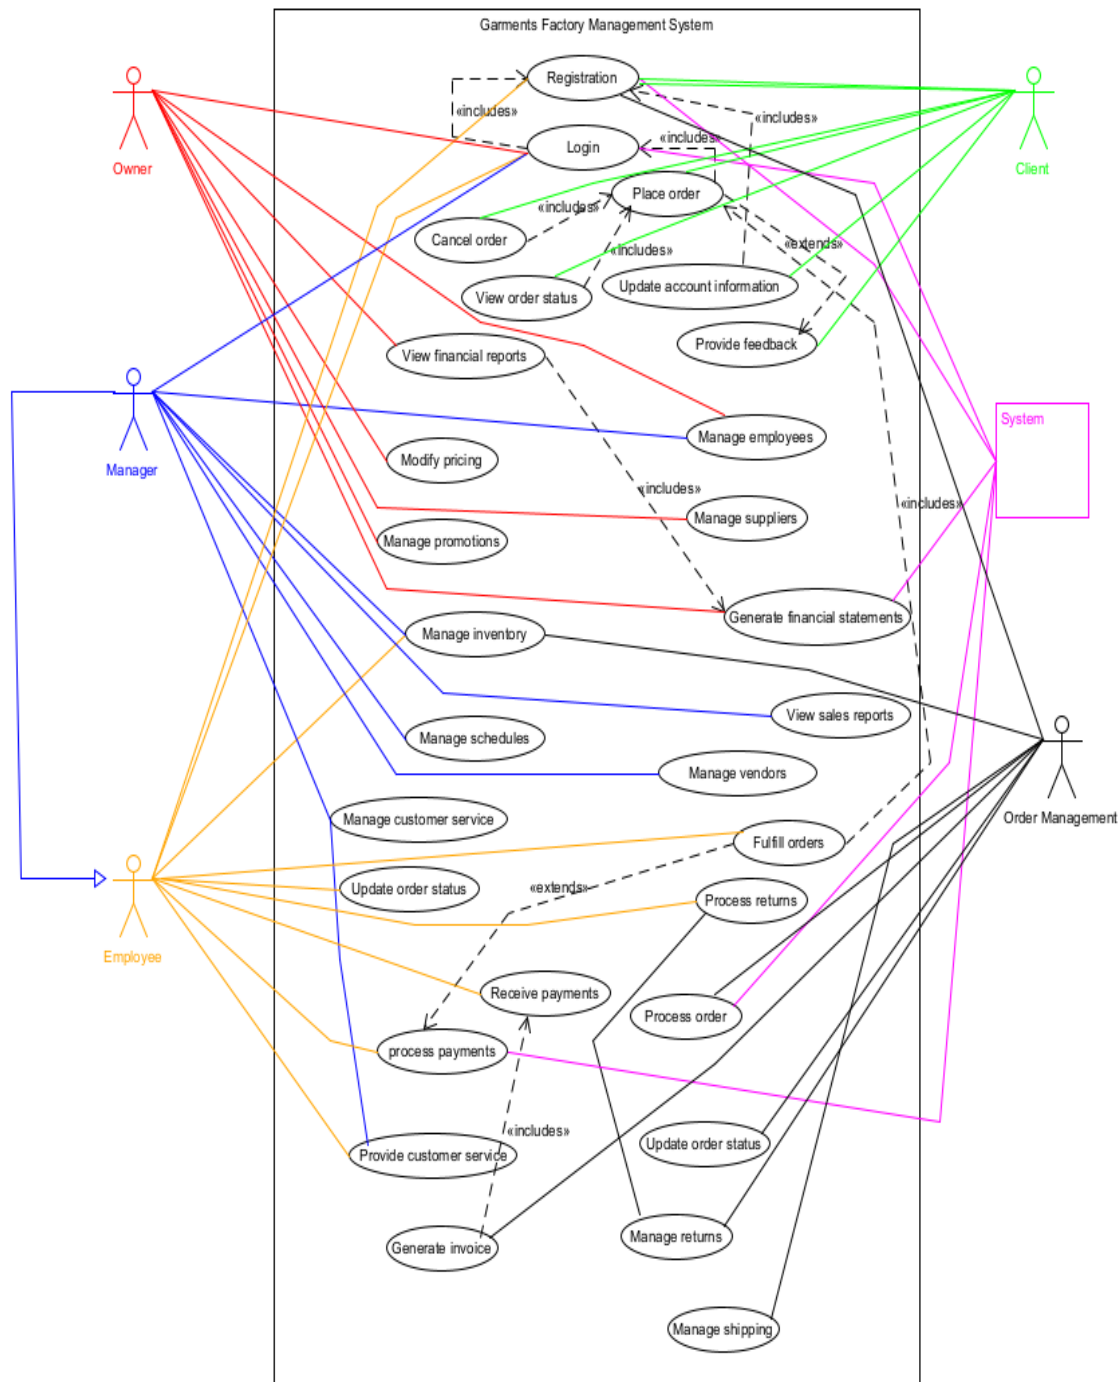 Garments Factory Management System
Registration
«includes»
«includes»
Owner
Login
«includes»
Client
Place order
«includes»
Cancel order
«extends»
«includes»
Update account information
View order status
Provide feedback
View financial reports
System
Manage employees
Manager
Modify pricing
«includes»
«includes»
Manage suppliers
Manage promotions
Generate financial statements
Manage inventory
View sales reports
Manage schedules
Manage vendors
Manage customer service
Order Management
Fulfill orders
«extends»
Update order status
Process returns
Employee
Receive payments
Process order
process payments
«includes»
Update order status
Provide customer service
Manage returns
Generate invoice
Manage shipping